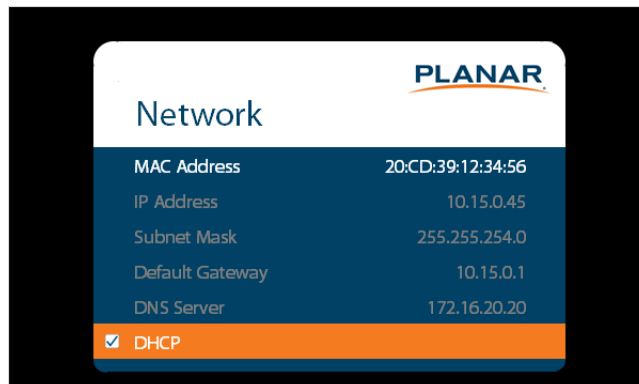 PLANAR
Network
MAC Address 20:CD:39:12:34:56
IP Address 10.15.0.45
Subnet Mask 255.255.254.0
Default Gateway 10.15.0.1
DNS Server 172.16.20.20
DHCP